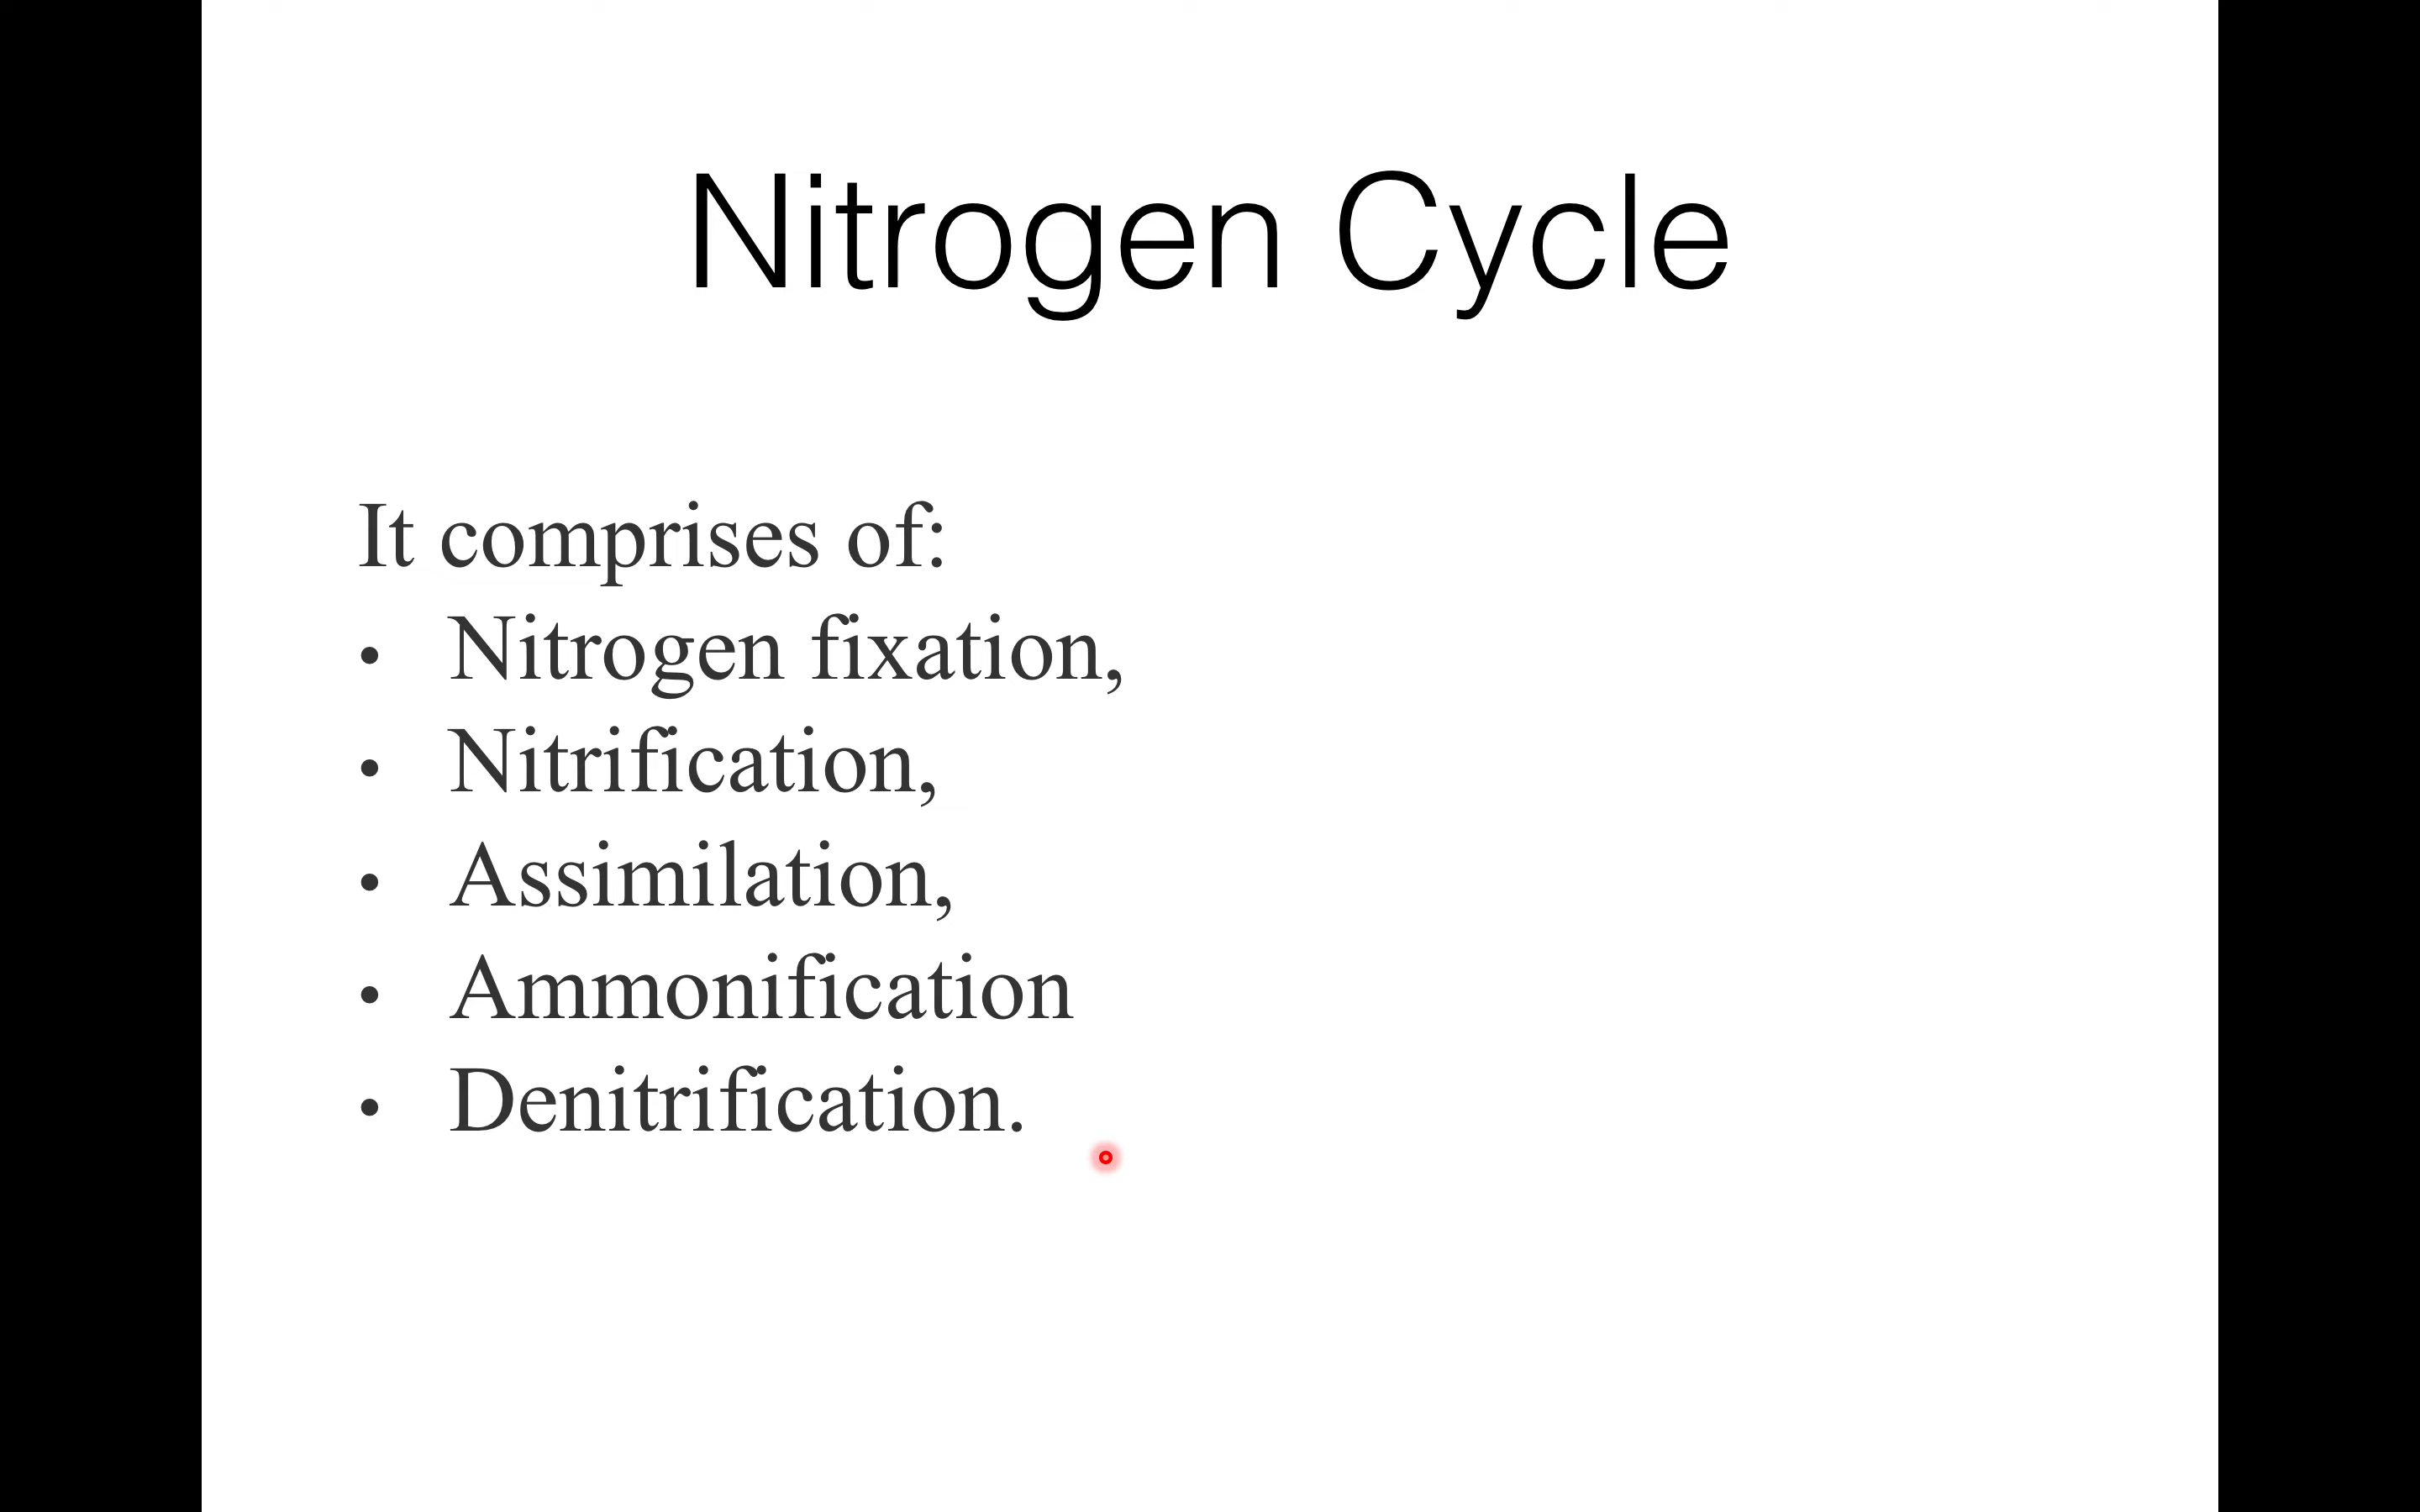 Nitrogen Cycle
It comprises of:
• Nitrogen fixation,
• Nitrification,
• Assimilation,
• Ammonification
• Denitrification.